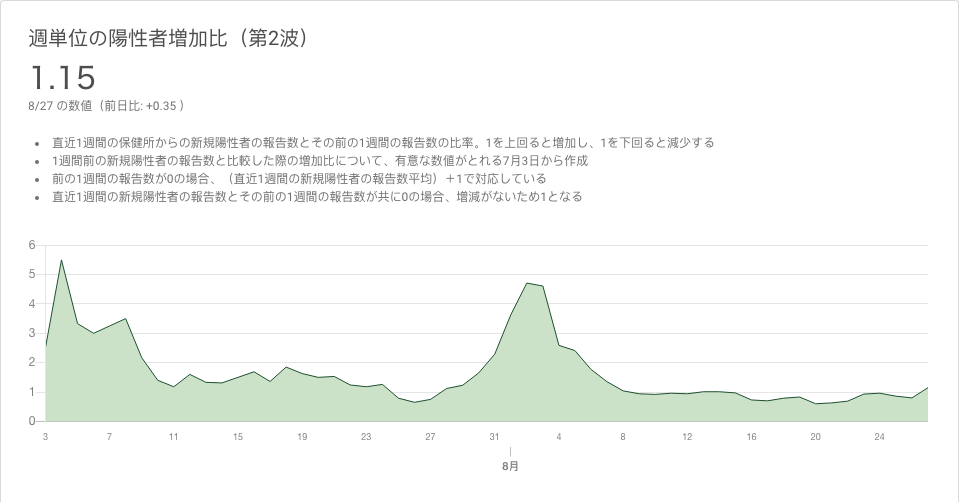 週単位の陽性者増加比（第2波）
1.15
8/27 の数値（前日比: +0.35 ）
• 直近1週間の保健所からの新規陽性者の報告数とその前の1週間の報告数の比率。1を上回ると増加し、1を下回ると減少する
• 1週間前の新規陽性者の報告数と比較した際の増加比について、有意な数値がとれる7月3日から作成
• 前の1週間の報告数が0の場合、（直近1週間の新規陽性者の報告数平均）＋1で対応している
• 直近1週間の新規陽性者の報告数とその前の1週間の報告数が共に0の場合、増減がないため1となる
6
5
4
3
2
1
0
3 7 11 15 19 23 27 31 4 8 12 16 20 24
8月